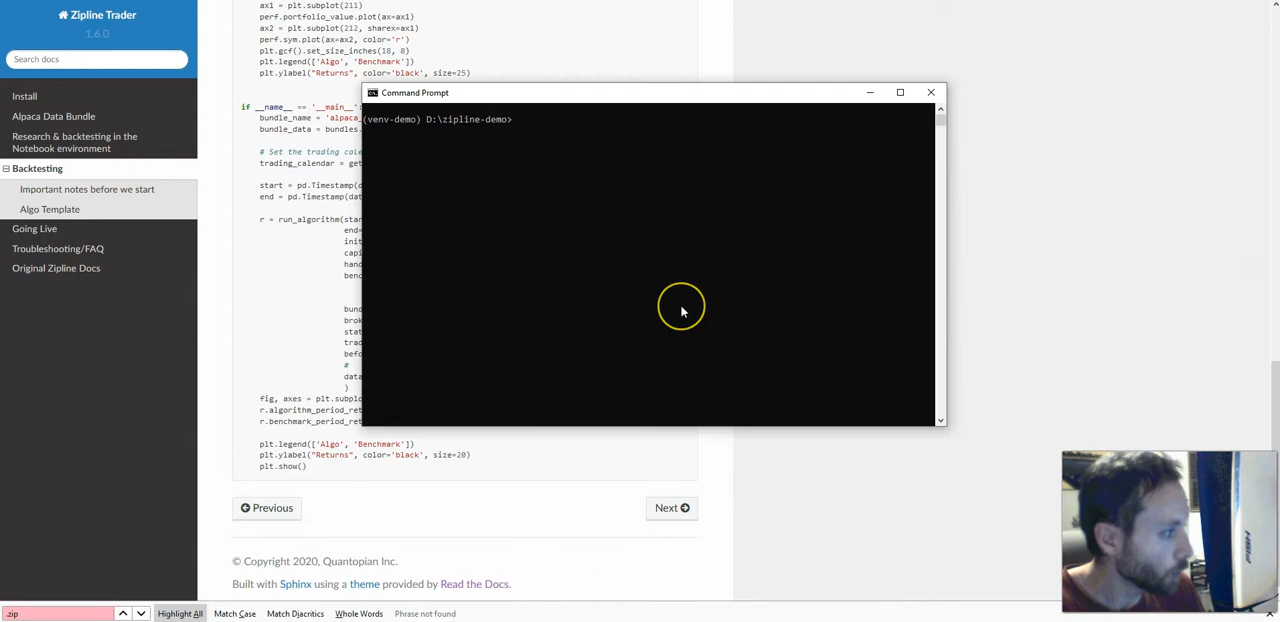 Zipline Trader
1.6.0
Search docs
Install
Alpaca Data Bundle
Research & backtesting in the
Notebook environment
Backtesting
Important notes before we start
Algo Template
Going Live
Troubleshooting/FAQ
Original Zipline Docs
ax1 = plt.subplot(211)
perf.portfolio_value.plot(ax=ax1)
ax2 = plt.subplot(212, sharex=ax1)
perf.sym.plot(ax=ax2, color='r')
plt.gcf().set_size_inches(18, 8)
plt.legend(['Algo', 'Benchmark'])
plt.ylabel("Returns", color='black', size=25)
if __name__ == '__main__':
bundle_name = 'alpaca_
bundle_data = bundles.
# Set the trading cale
trading_calendar = get
start = pd.Timestamp(d
end = pd.Timestamp(dat
r = run_algorithm(star
end=
init
capi
hand
benc
bund
brok
stat
trad
befo
#
data
)
fig, axes = plt.subplo
r.algorithm_period_ret
r.benchmark_period_ret
plt.legend(['Algo', 'Benchmark'])
plt.ylabel("Returns", color='black', size=20)
plt.show()
Command Prompt
(venv-demo) D:\zipline-demo>
Previous
Next
© Copyright 2020, Quantopian Inc.
Built with Sphinx using a theme provided by Read the Docs.
.zip
Highlight All
Match Case
Match Diacritics
Whole Words
Phrase not found